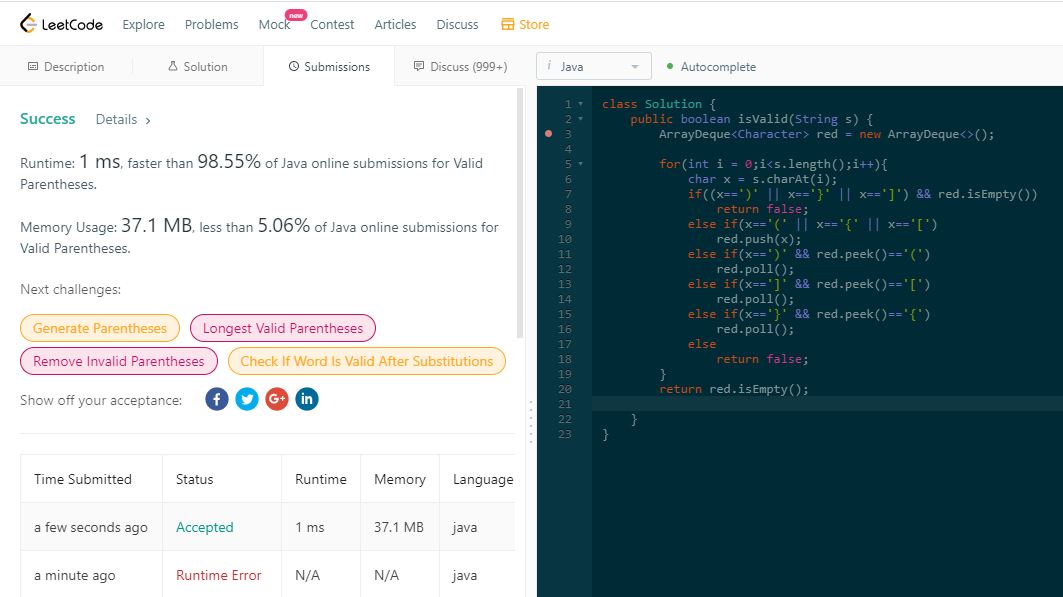 LeetCode Explore Problems Mock new Contest Articles Discuss Store
Description Solution Submissions Discuss (999+)
i Java Autocomplete
Success Details >
Runtime: 1 ms, faster than 98.55% of Java online submissions for Valid
Parentheses.
Memory Usage: 37.1 MB, less than 5.06% of Java online submissions for
Valid Parentheses.
Next challenges:
Generate Parentheses Longest Valid Parentheses
Remove Invalid Parentheses Check If Word Is Valid After Substitutions
Show off your acceptance: f G+ in
Time Submitted Status Runtime Memory Language
a few seconds ago Accepted 1 ms 37.1 MB java
a minute ago Runtime Error N/A N/A java
1 class Solution {
2 public boolean isValid(String s) {
3 ArrayDeque<Character> red = new ArrayDeque<>();
4
5 for(int i = 0;i<s.length();i++){
6 char x = s.charAt(i);
7 if((x==')' || x=='}' || x==']') && red.isEmpty())
8 return false;
9 else if(x=='(' || x=='{' || x=='[')
10 red.push(x);
11 else if(x==')' && red.peek()=='(')
12 red.poll();
13 else if(x==']' && red.peek()=='[')
14 red.poll();
15 else if(x=='}' && red.peek()=='{')
16 red.poll();
17 else
18 return false;
19 }
20 return red.isEmpty();
21
22 }
23 }